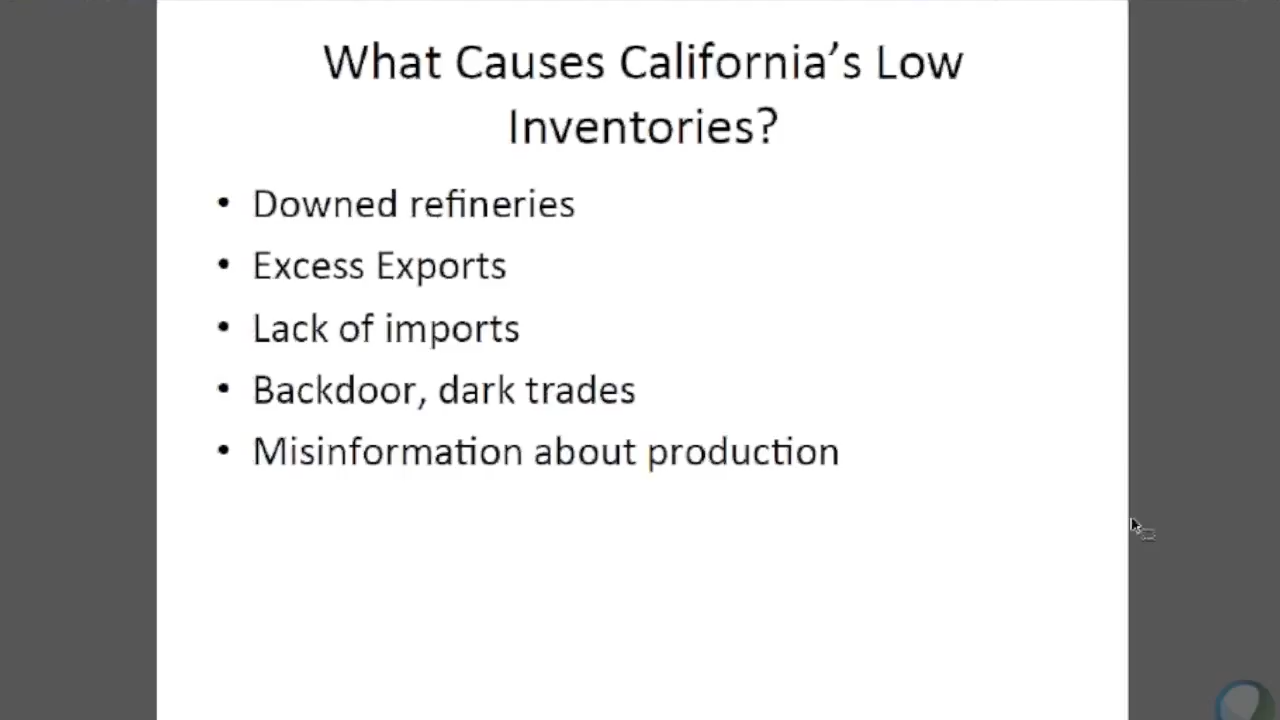 What Causes California's Low
Inventories?
• Downed refineries
• Excess Exports
• Lack of imports
• Backdoor, dark trades
• Misinformation about production